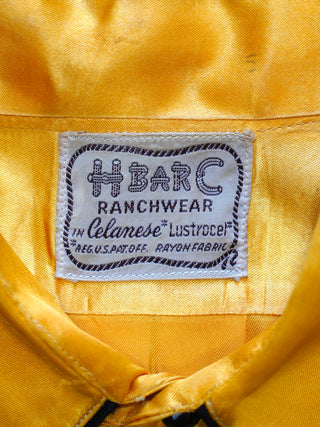 H BAR C
RANCHWEAR
IN Celanese* Lustrocel*
*REG. U.S. PAT. OFF. RAYON FABRIC